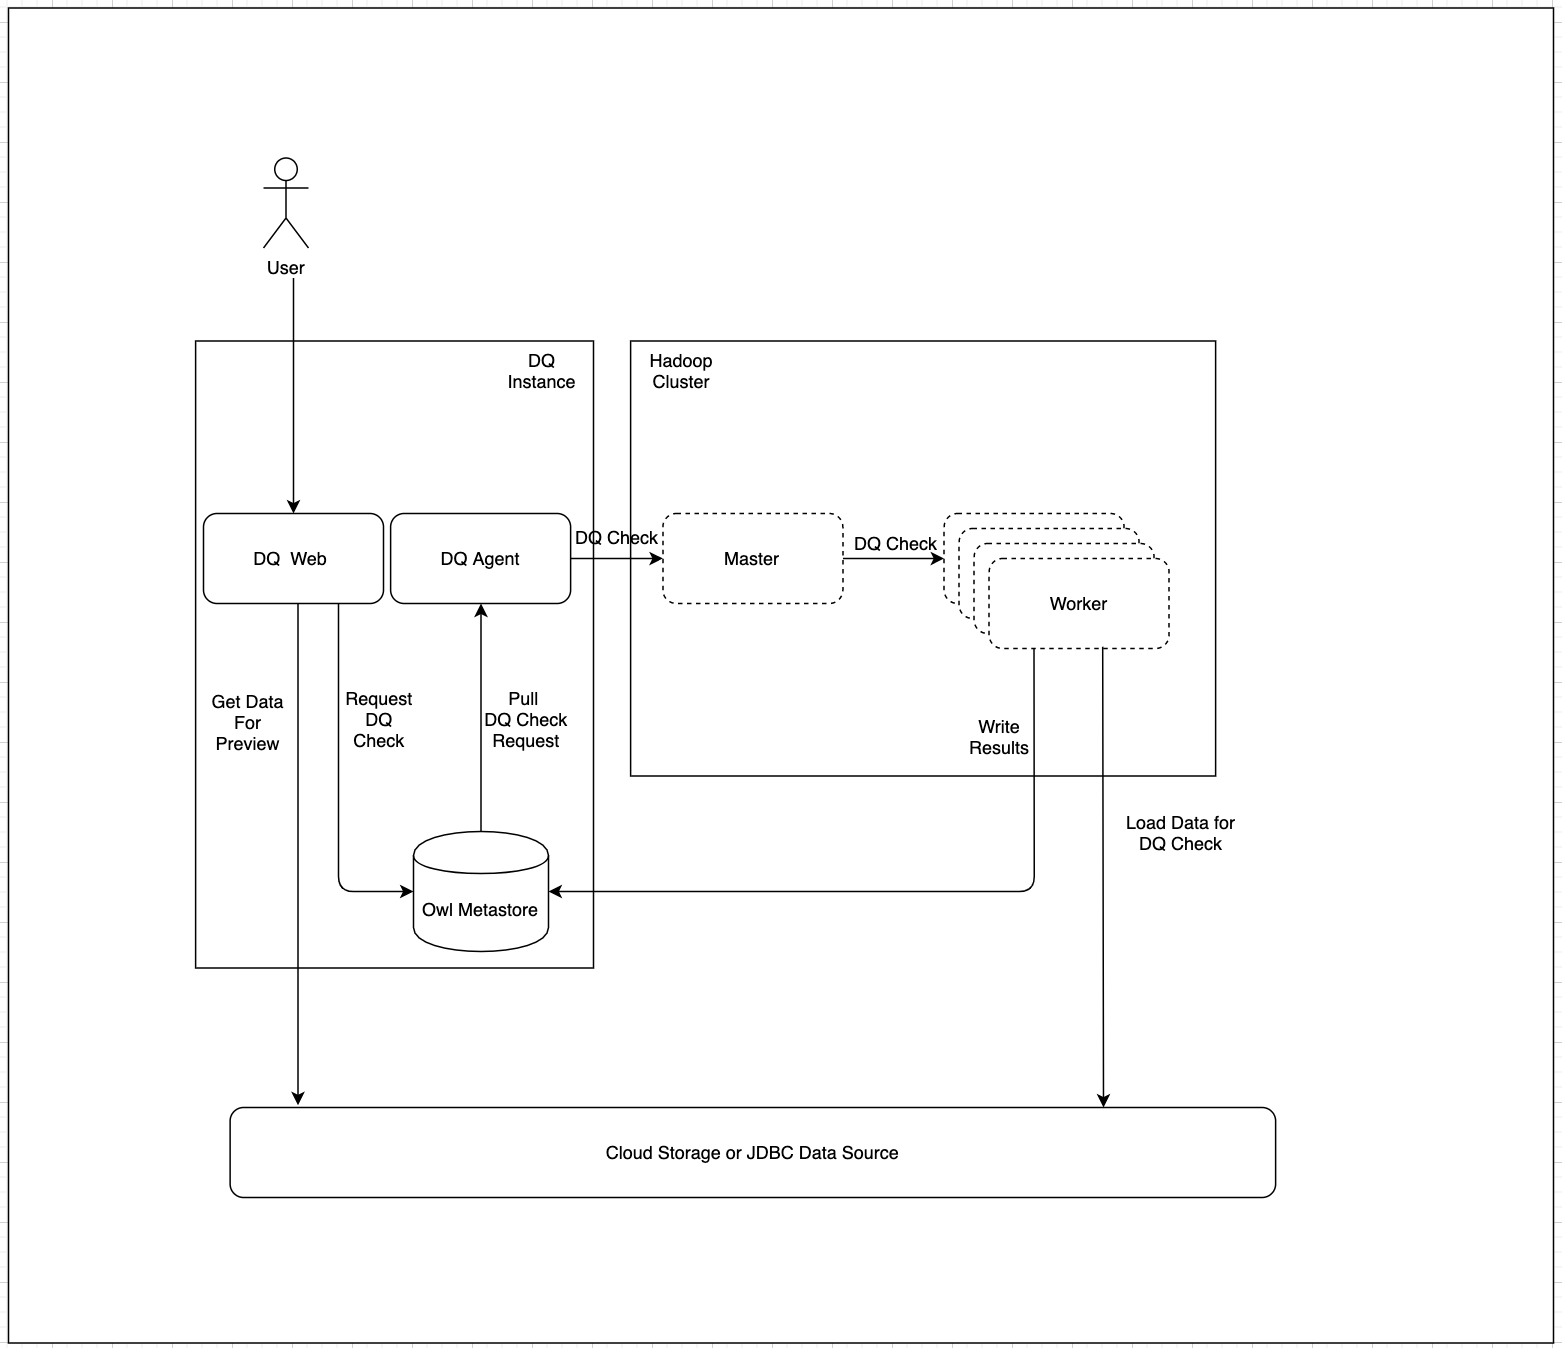 User
DQ
Instance
Hadoop
Cluster
DQ  Web
DQ Agent
DQ Check
Master
DQ Check
Worker
Get Data
For
Preview
Request
DQ
Check
Pull
DQ Check
Request
Write
Results
Load Data for
DQ Check
Owl Metastore
Cloud Storage or JDBC Data Source